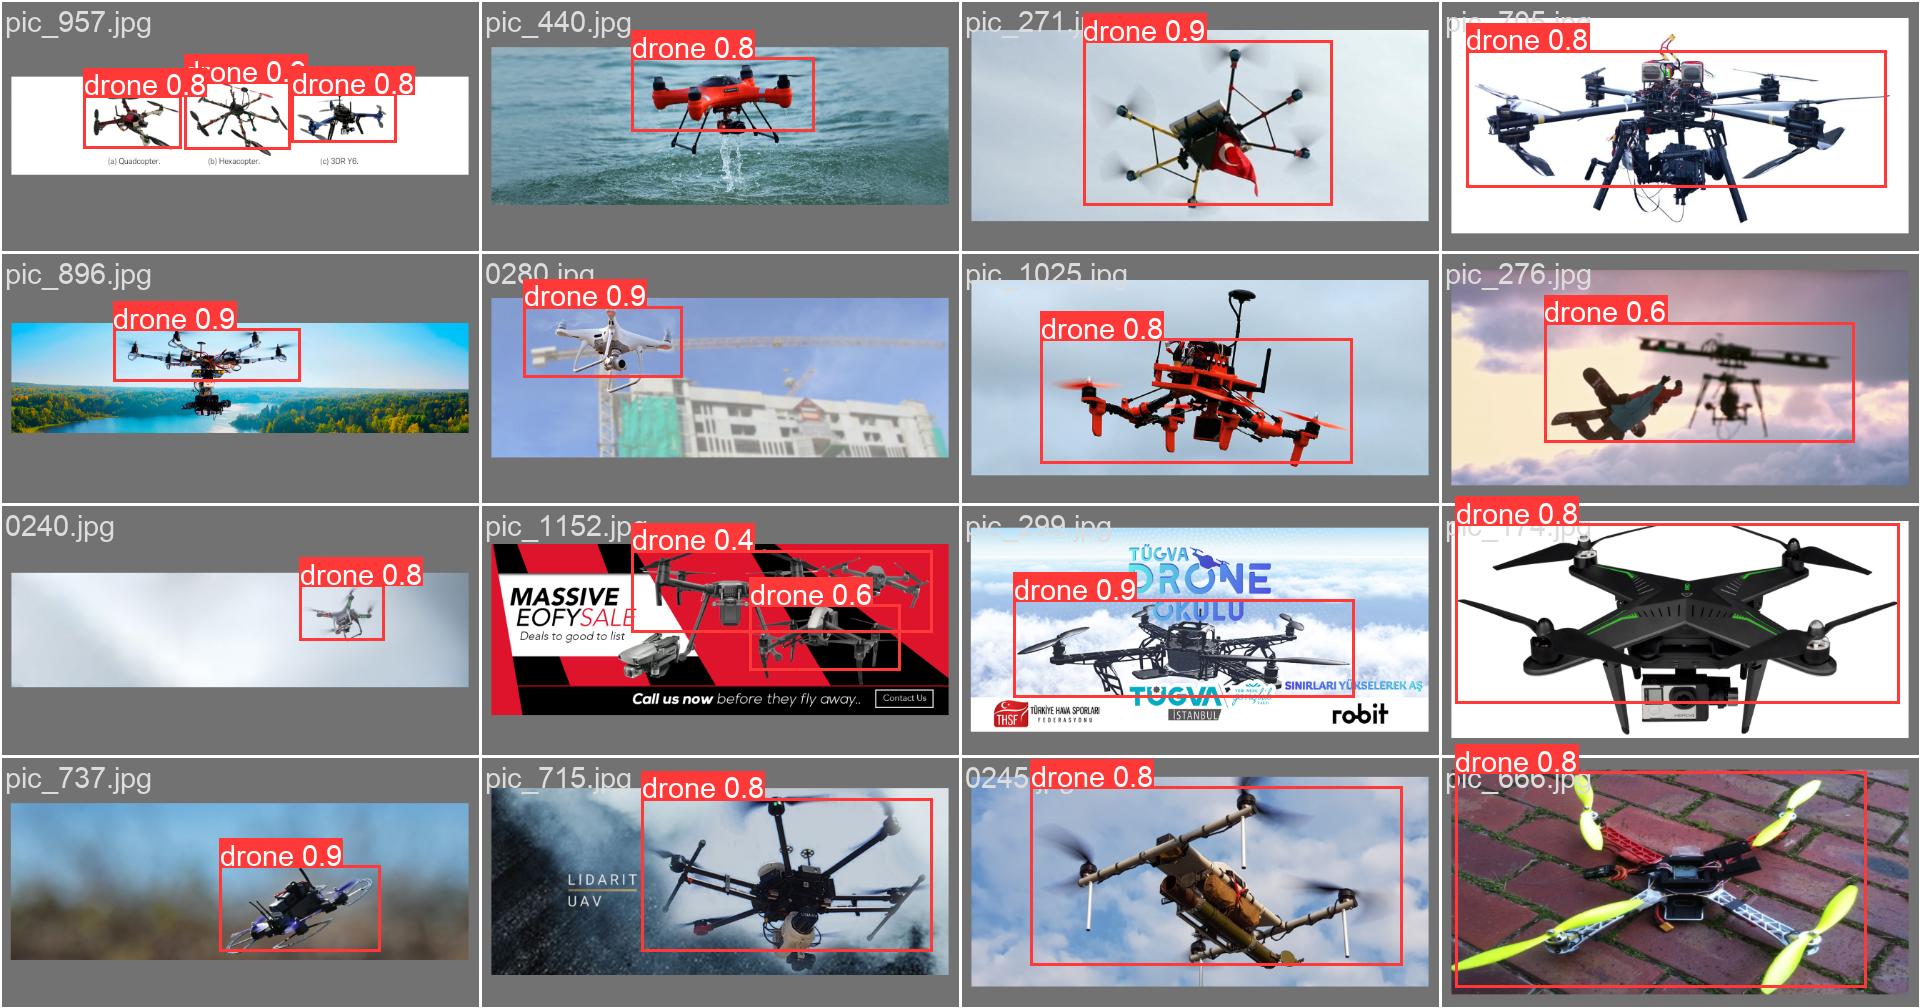 pic_957.jpg
drone 0.8
drone 0.9
drone 0.8
(a) Quadcopter.
(b) Hexacopter.
(c) 3DR Y6.
pic_440.jpg
drone 0.8
pic_271.j
drone 0.9
drone 0.8
pic_896.jpg
drone 0.9
0280.jpg
drone 0.9
pic_1025.jpg
drone 0.8
pic_276.jpg
drone 0.6
0240.jpg
drone 0.8
pic_1152.jpg
drone 0.4
drone 0.6
MASSIVE
EOFYSALE
Deals to good to list
Call us now before they fly away..
Contact Us
pic_299.jpg
drone 0.9
TÜGVA
DRONE
OKULU
SINIRLARI YÜKSELEREK AŞ
TÜGVA
İSTANBUL
THSF
TÜRKİYE HAVA SPORLARI
FEDERASYONU
robit
drone 0.8
pic_174.jpg
pic_737.jpg
drone 0.9
pic_715.jpg
drone 0.8
LIDARIT
UAV
0245
drone 0.8
drone 0.8
pic_666.jpg